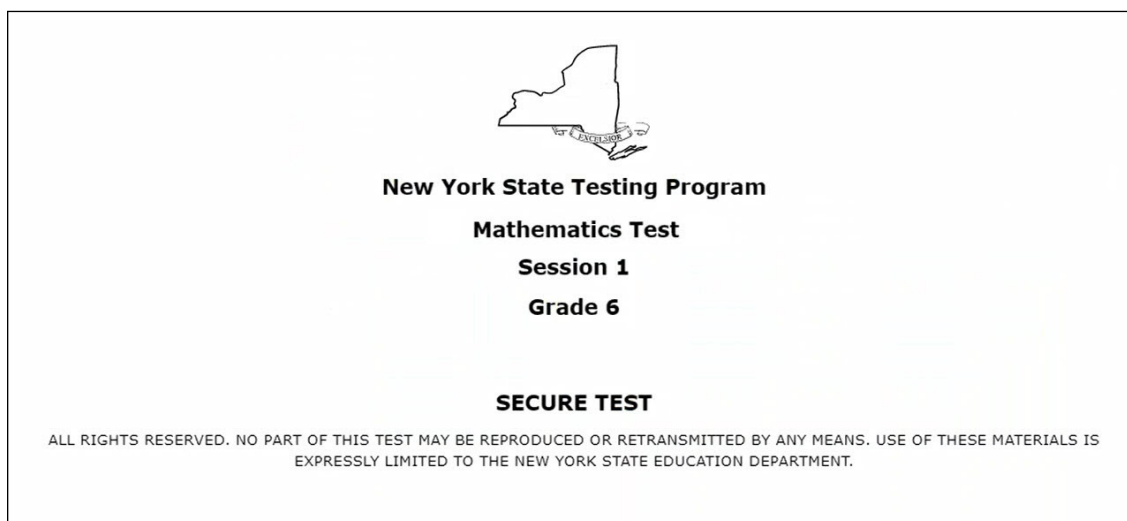 EXCELSIOR
New York State Testing Program
Mathematics Test
Session 1
Grade 6
SECURE TEST
ALL RIGHTS RESERVED. NO PART OF THIS TEST MAY BE REPRODUCED OR RETRANSMITTED BY ANY MEANS. USE OF THESE MATERIALS IS
EXPRESSLY LIMITED TO THE NEW YORK STATE EDUCATION DEPARTMENT.